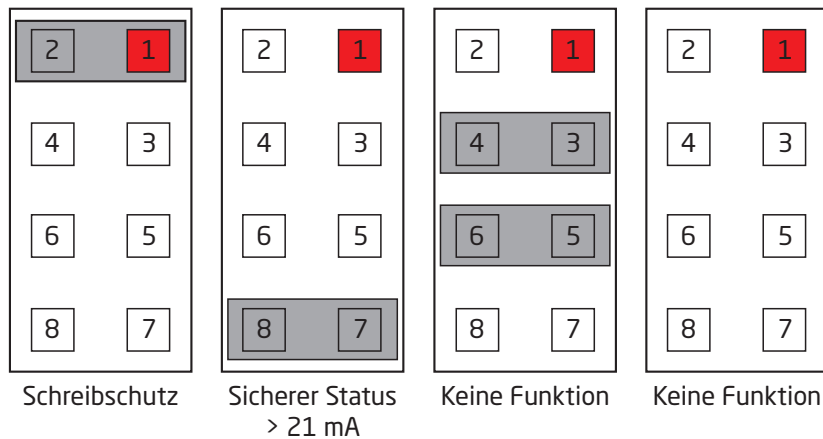 2 1 2 1 2 1 2 1
4 3 4 3 4 3 4 3
6 5 6 5 6 5 6 5
8 7 8 7 8 7 8 7
Schreibschutz Sicherer Status Keine Funktion Keine Funktion
> 21 mA